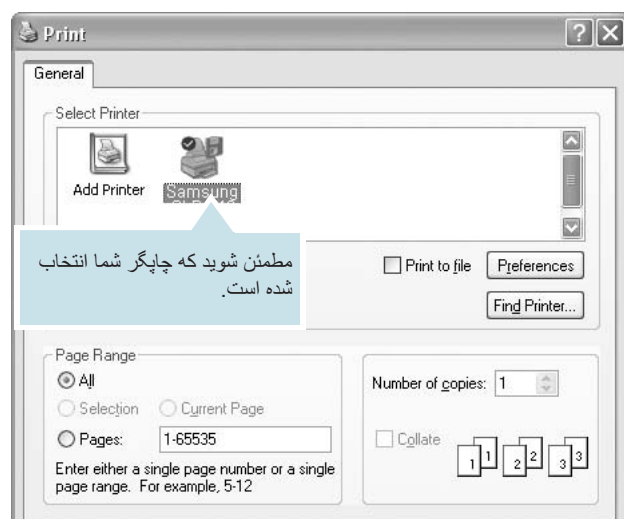 Print
General
Select Printer
Add Printer
Samsung
مطمئن شوید که چاپگر شما انتخاب
شده است.
Print to file
Preferences
Find Printer...
Page Range
All
Selection
Current Page
Pages:
1-65535
Enter either a single page number or a single
page range. For example, 5-12
Number of copies:
1
Collate
1 1 2 2 3 3